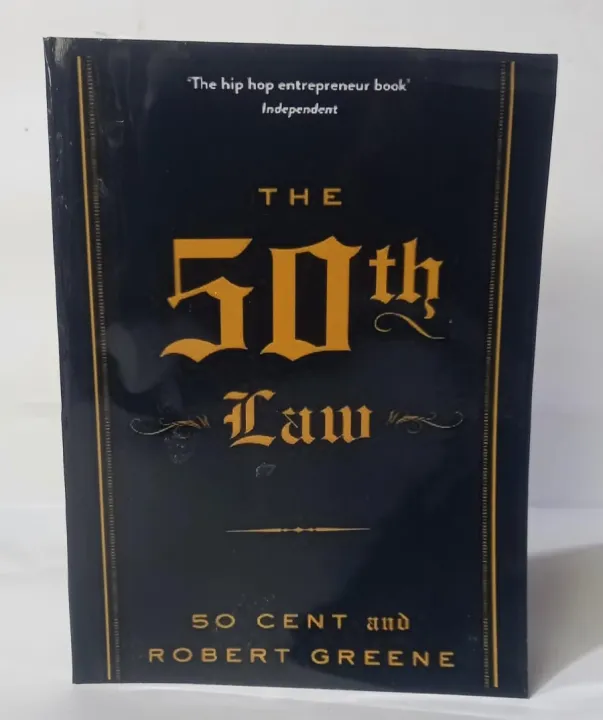 'The hip hop entrepreneur book'
Independent
THE
50th
Law
50 CENT and
ROBERT GREENE